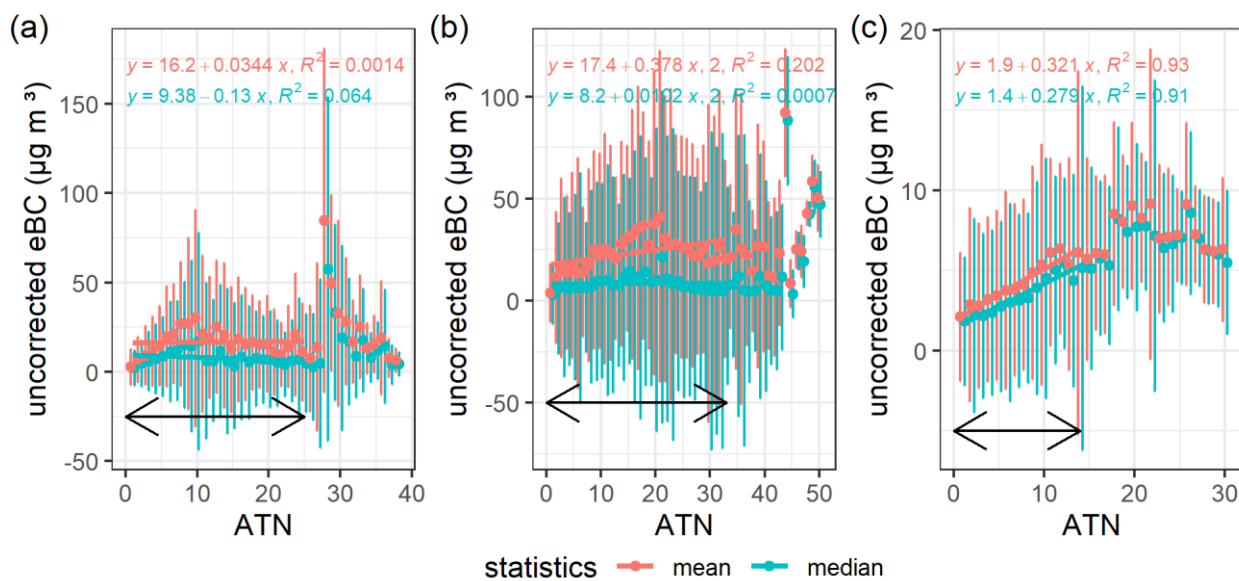 (a)
uncorrected eBC (µg m ³)
y = 16.2 + 0.0344 x, R² = 0.0014
y = 9.38 − 0.13 x, R² = 0.064
150
100
50
0
-50
0 10 20 30 40
ATN
(b)
uncorrected eBC (µg m ³)
y = 17.4 + 0.378 x, 2, R² = 0.202
y = 8.2 + 0.0102 x, 2, R² = 0.0007
100
50
0
-50
0 10 20 30 40 50
ATN
(c)
uncorrected eBC (µg m ³)
y = 1.9 + 0.321 x, R² = 0.93
y = 1.4 + 0.279 x, R² = 0.91
20
10
0
0 10 20 30
ATN
statistics mean median